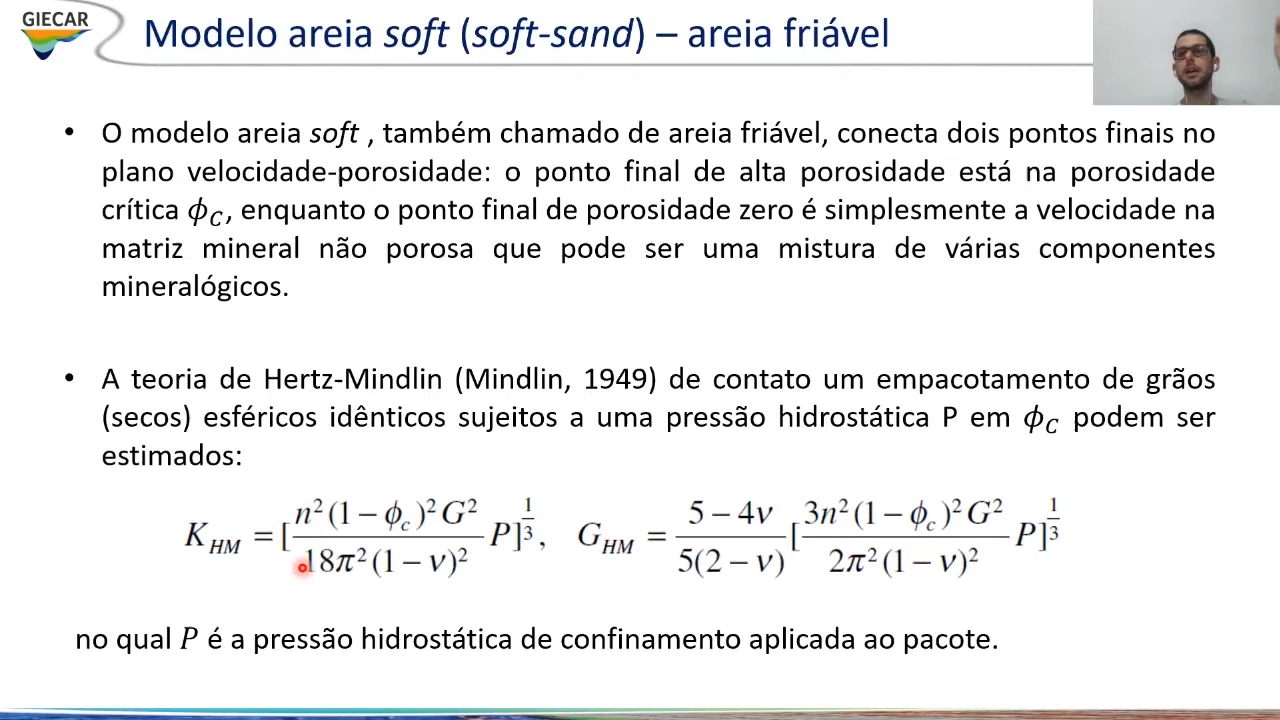 GIECAR
Modelo areia soft (soft-sand) – areia friável
• O modelo areia soft , também chamado de areia friável, conecta dois pontos finais no
plano velocidade-porosidade: o ponto final de alta porosidade está na porosidade
crítica ϕ_C, enquanto o ponto final de porosidade zero é simplesmente a velocidade na
matriz mineral não porosa que pode ser uma mistura de várias componentes
mineralógicos.
• A teoria de Hertz-Mindlin (Mindlin, 1949) de contato um empacotamento de grãos
(secos) esféricos idênticos sujeitos a uma pressão hidrostática P em ϕ_C podem ser
estimados:
K_HM = [n²(1 − ϕ_c)²G² / 18π²(1 − ν)² P]^(1/3), G_HM = (5 − 4ν) / 5(2 − ν) [3n²(1 − ϕ_c)²G² / 2π²(1 − ν)² P]^(1/3)
no qual P é a pressão hidrostática de confinamento aplicada ao pacote.